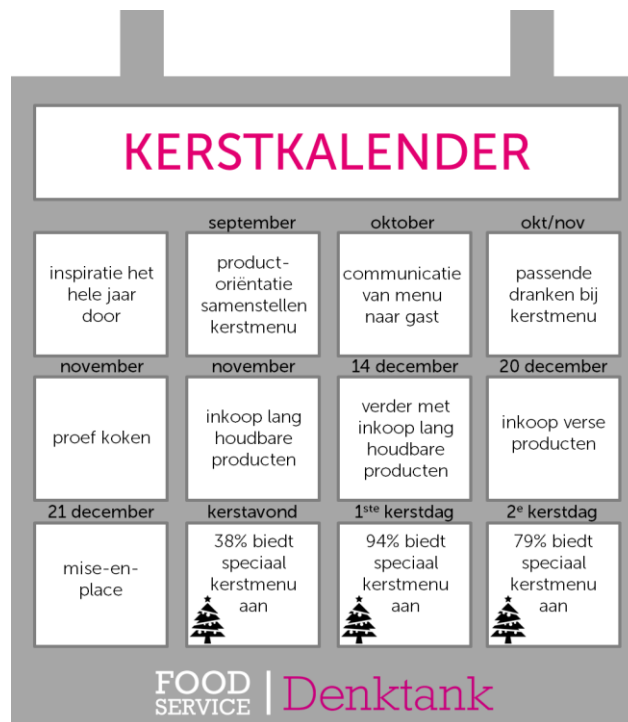 KERSTKALENDER
inspiratie het
hele jaar
door
september
product-
oriëntatie
samenstellen
kerstmenu
oktober
communicatie
van menu
naar gast
okt/nov
passende
dranken bij
kerstmenu
november
proef koken
november
inkoop lang
houdbare
producten
14 december
verder met
inkoop lang
houdbare
producten
20 december
inkoop verse
producten
21 december
mise-en-
place
kerstavond
38% biedt
speciaal
kerstmenu
aan
1ste kerstdag
94% biedt
speciaal
kerstmenu
aan
2e kerstdag
79% biedt
speciaal
kerstmenu
aan
FOOD
SERVICE
Denktank